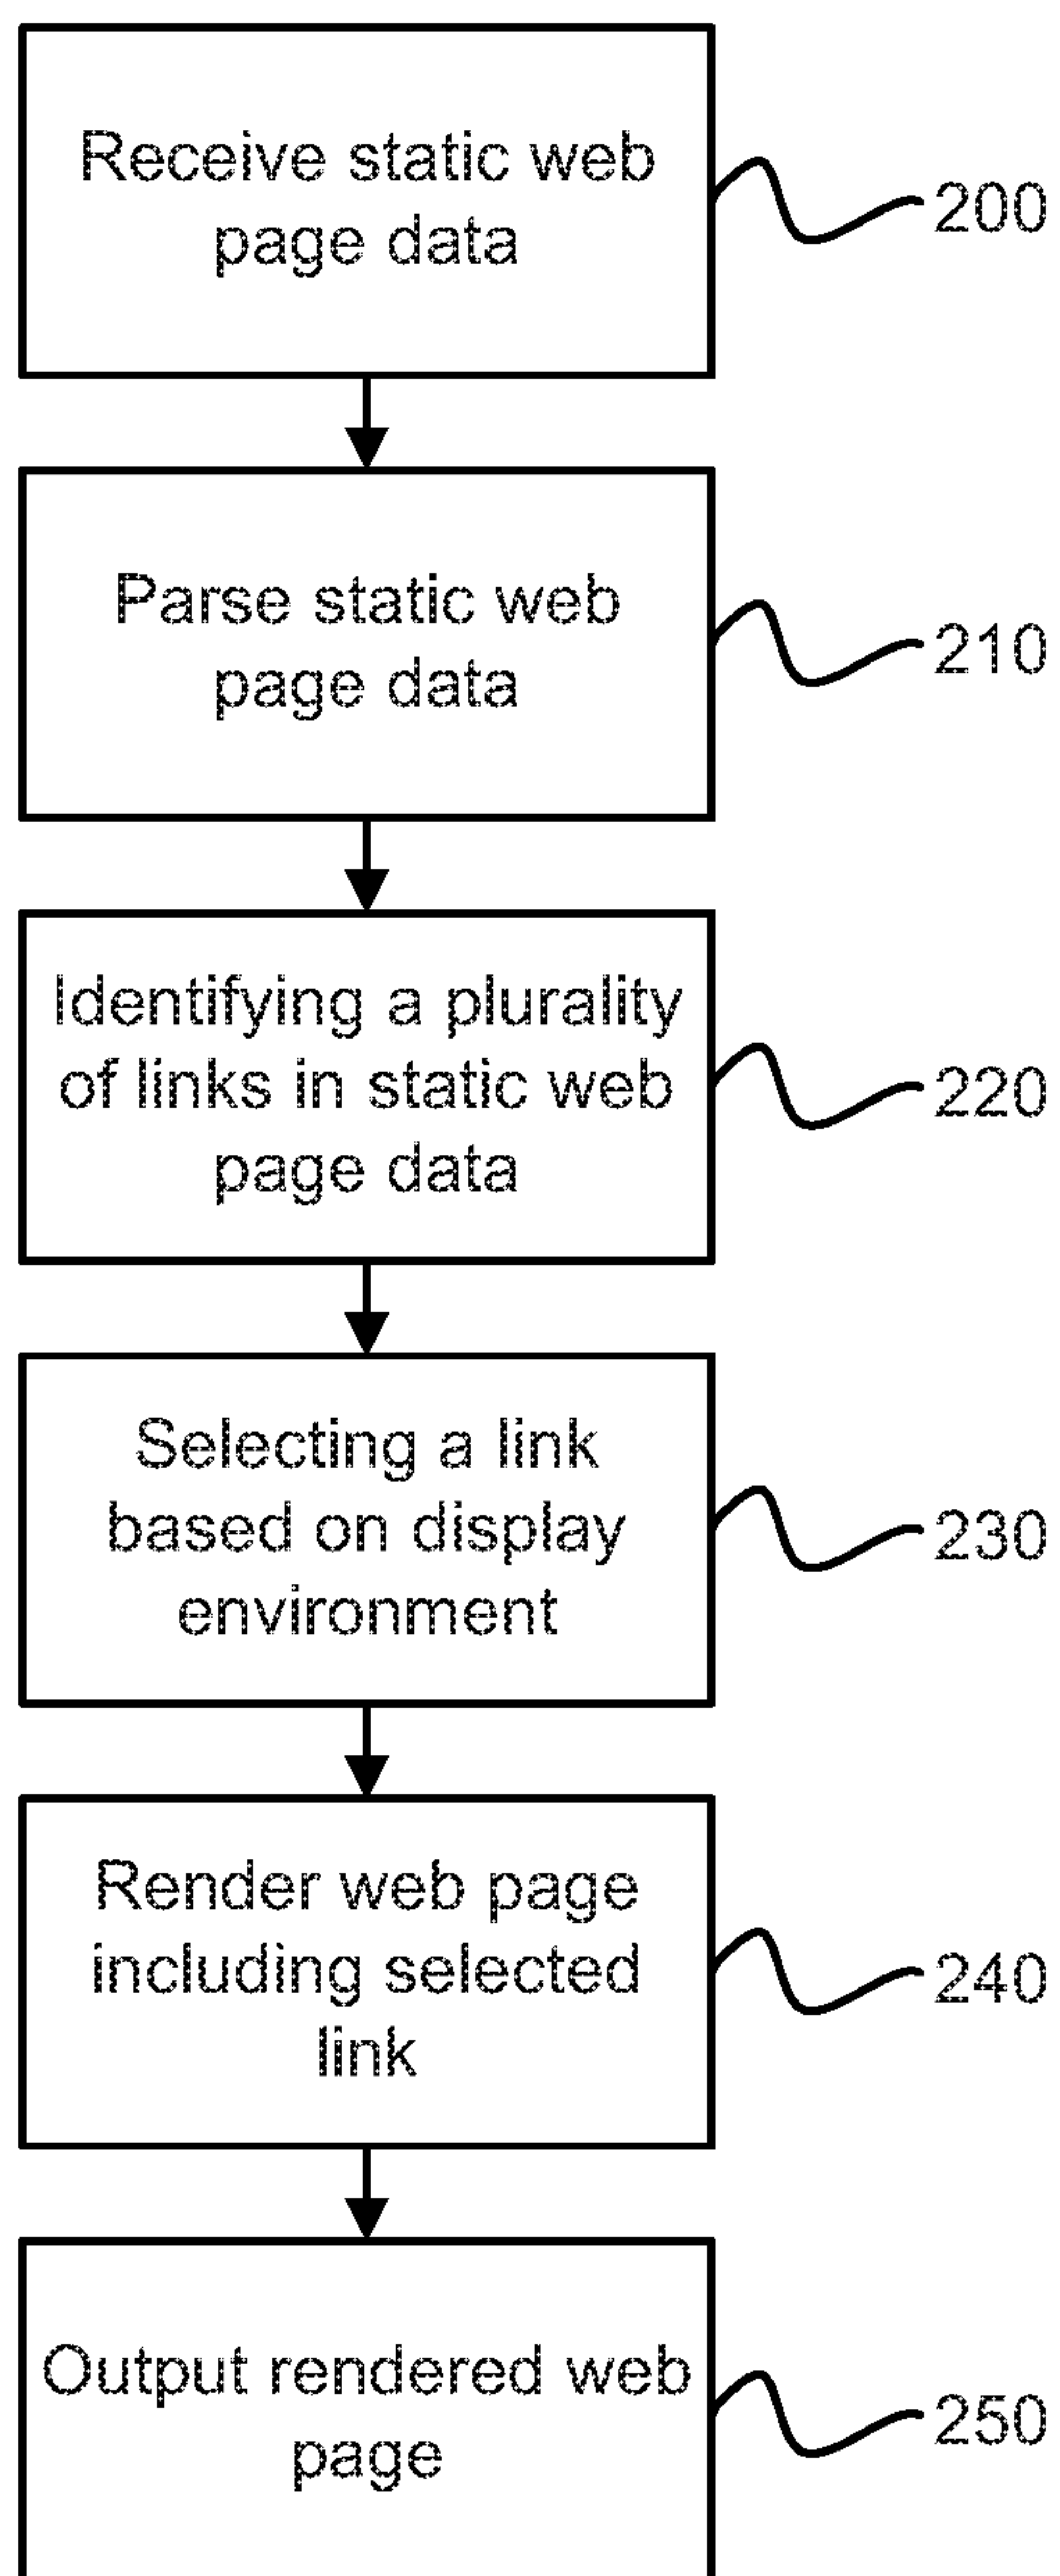 Receive static web
page data
200
Parse static web
page data
210
Identifying a plurality
of links in static web
page data
220
Selecting a link
based on display
environment
230
Render web page
including selected
link
240
Output rendered web
page
250